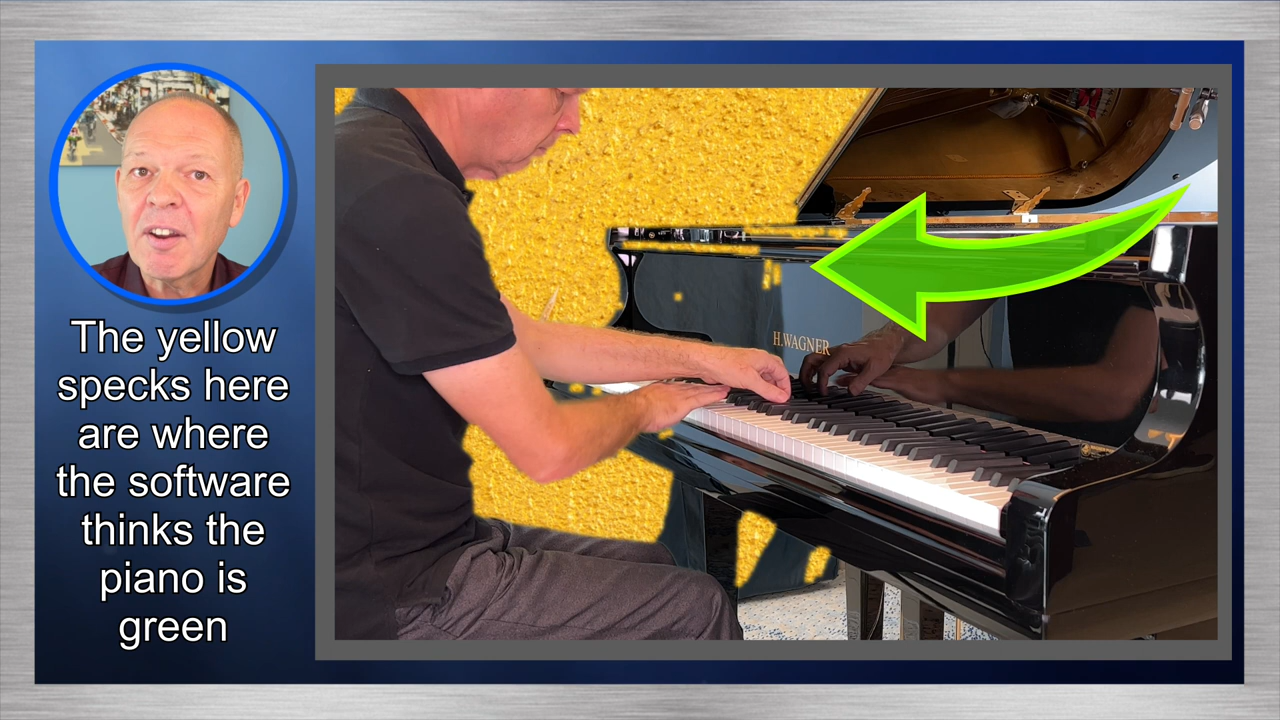 The yellow
specks here
are where
the software
thinks the
piano is
green
H.WAGNER